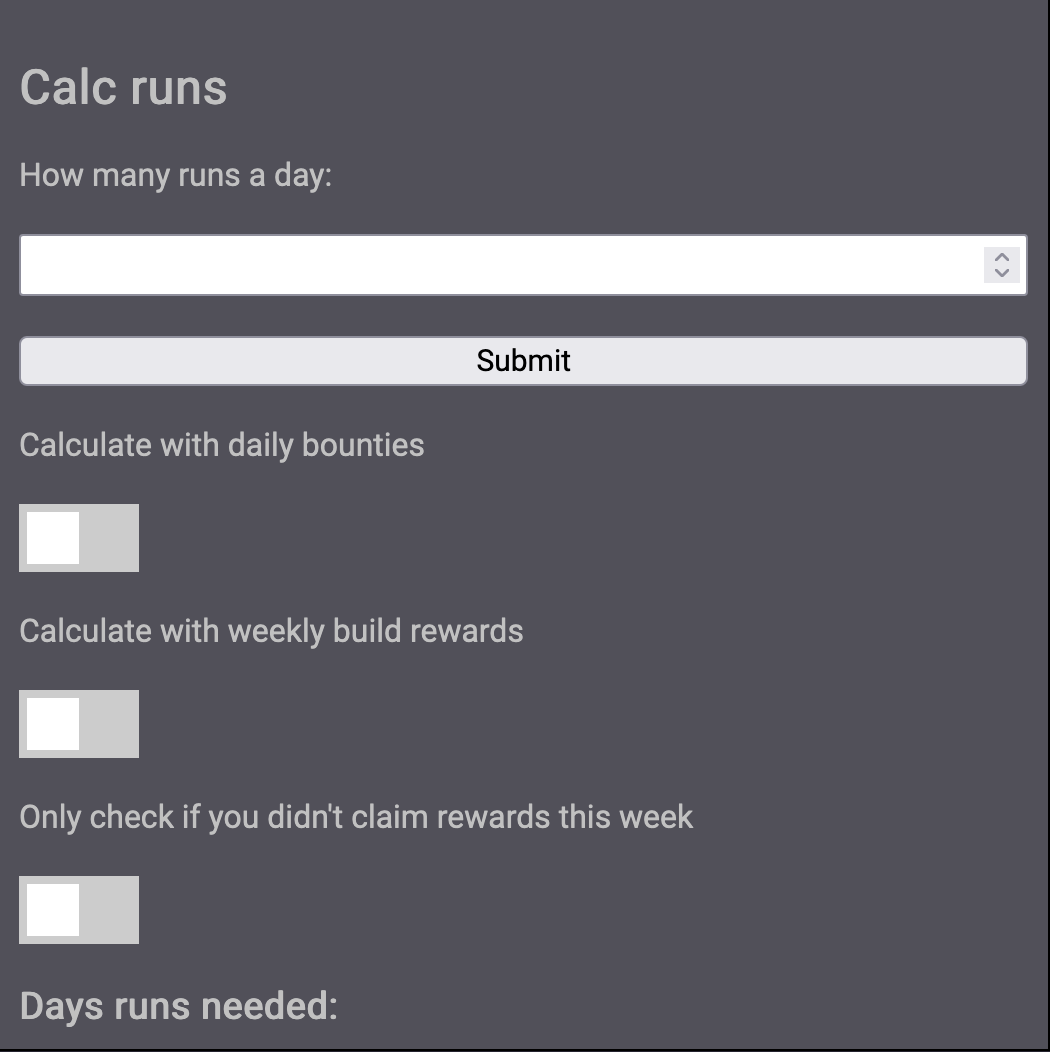 Calc runs
How many runs a day:
Submit
Calculate with daily bounties
Calculate with weekly build rewards
Only check if you didn't claim rewards this week
Days runs needed: